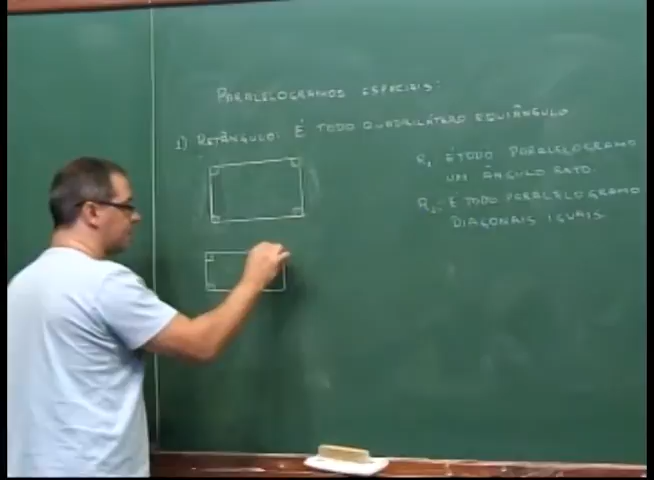 PARALELOGRAMOS ESPECIAIS:
1) RETÂNGULO: É TODO QUADRILÁTERO EQUIÂNGULO
R₁ É TODO PARALELOGRAMO
UM ÂNGULO RETO.
R₂: É TODO PARALELOGRAMO
DIAGONAIS IGUAIS.